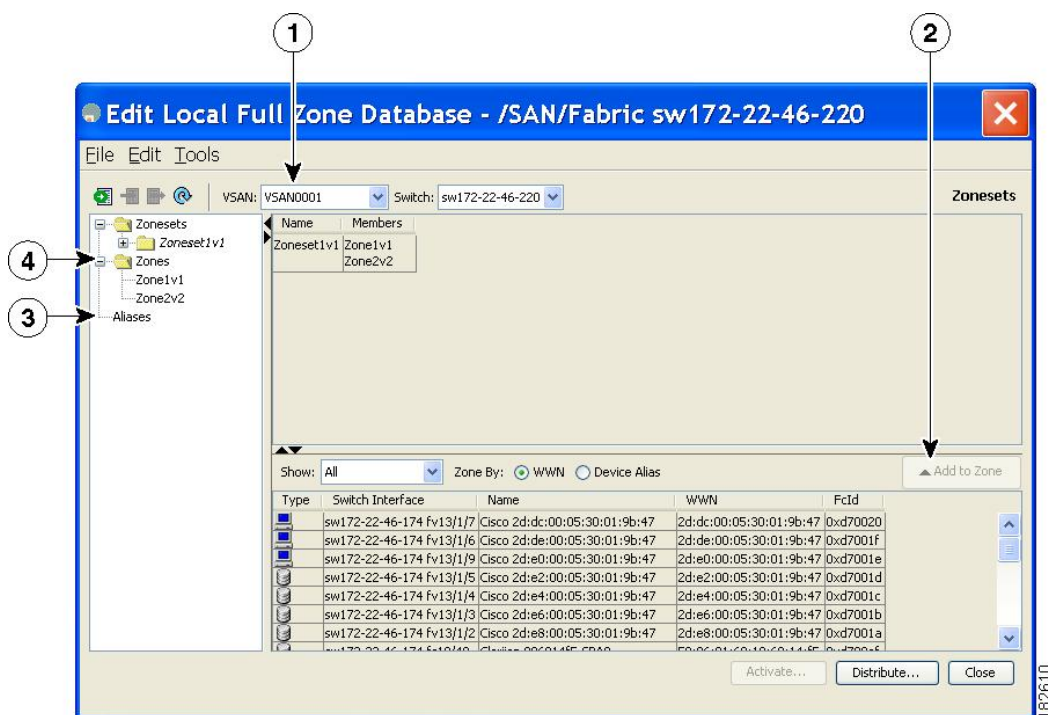 1
2
Edit Local Full Zone Database - /SAN/Fabric sw172-22-46-220
File Edit Tools
VSAN: VSAN0001 Switch: sw172-22-46-220 Zonesets
Zonesets
Zoneset1v1
Zones
Zone1v1
Zone2v2
Aliases
4
3
Name Members
Zoneset1v1 Zone1v1
Zone2v2
Show: All Zone By: WWN Device Alias Add to Zone
Type Switch Interface Name WWN FcId
sw172-22-46-174 fv13/1/7 Cisco 2d:dc:00:05:30:01:9b:47 2d:dc:00:05:30:01:9b:47 0xd70020
sw172-22-46-174 fv13/1/6 Cisco 2d:de:00:05:30:01:9b:47 2d:de:00:05:30:01:9b:47 0xd7001f
sw172-22-46-174 fv13/1/9 Cisco 2d:e0:00:05:30:01:9b:47 2d:e0:00:05:30:01:9b:47 0xd7001e
sw172-22-46-174 fv13/1/5 Cisco 2d:e2:00:05:30:01:9b:47 2d:e2:00:05:30:01:9b:47 0xd7001d
sw172-22-46-174 fv13/1/4 Cisco 2d:e4:00:05:30:01:9b:47 2d:e4:00:05:30:01:9b:47 0xd7001c
sw172-22-46-174 fv13/1/3 Cisco 2d:e6:00:05:30:01:9b:47 2d:e6:00:05:30:01:9b:47 0xd7001b
sw172-22-46-174 fv13/1/2 Cisco 2d:e8:00:05:30:01:9b:47 2d:e8:00:05:30:01:9b:47 0xd7001a
Activate... Distribute... Close
182610